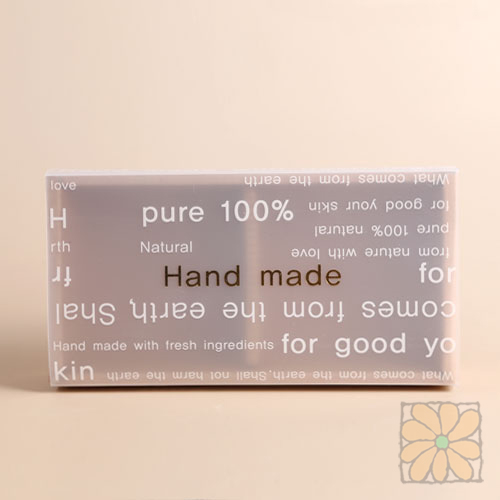 love
What comes from the earth
H
pure 100%
for good your skin
pure 100% natural
rth
Natural
from nature with love
fr
Hand made
for
comes from the earth, Shal
Hand made with fresh ingredients
for good yo
kin
What comes from the earth, Shall not harm the earth